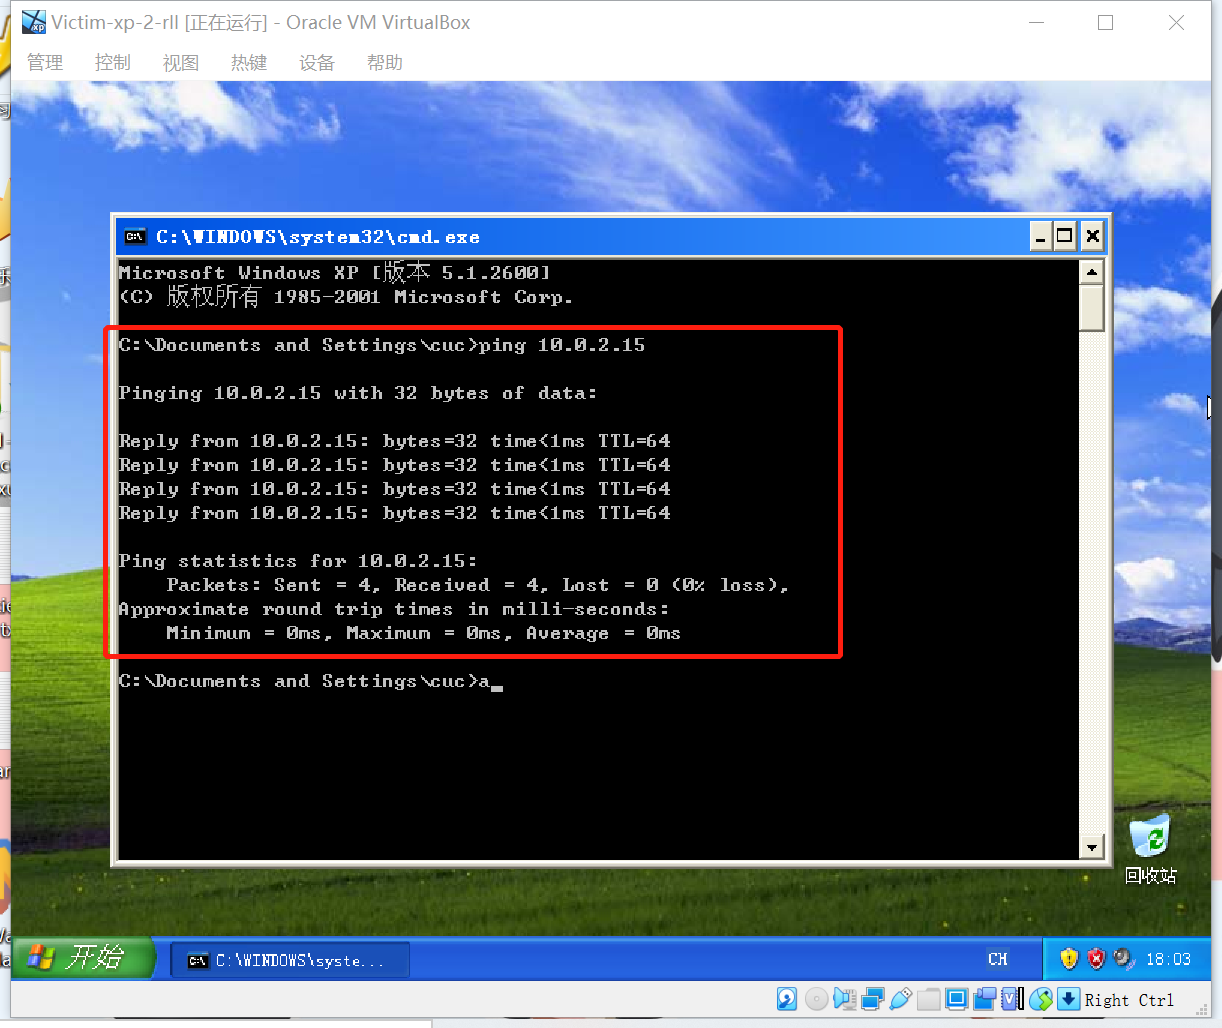 Victim-xp-2-rll [正在运行] - Oracle VM VirtualBox
管理 控制 视图 热键 设备 帮助
C:\WINDOWS\system32\cmd.exe
Microsoft Windows XP [版本 5.1.2600]
(C) 版权所有 1985-2001 Microsoft Corp.
C:\Documents and Settings\cuc>ping 10.0.2.15
Pinging 10.0.2.15 with 32 bytes of data:
Reply from 10.0.2.15: bytes=32 time<1ms TTL=64
Reply from 10.0.2.15: bytes=32 time<1ms TTL=64
Reply from 10.0.2.15: bytes=32 time<1ms TTL=64
Reply from 10.0.2.15: bytes=32 time<1ms TTL=64
Ping statistics for 10.0.2.15:
Packets: Sent = 4, Received = 4, Lost = 0 (0% loss),
Approximate round trip times in milli-seconds:
Minimum = 0ms, Maximum = 0ms, Average = 0ms
C:\Documents and Settings\cuc>a
回收站
开始 C:\WINDOWS\syste... CH 18:03
Right Ctrl